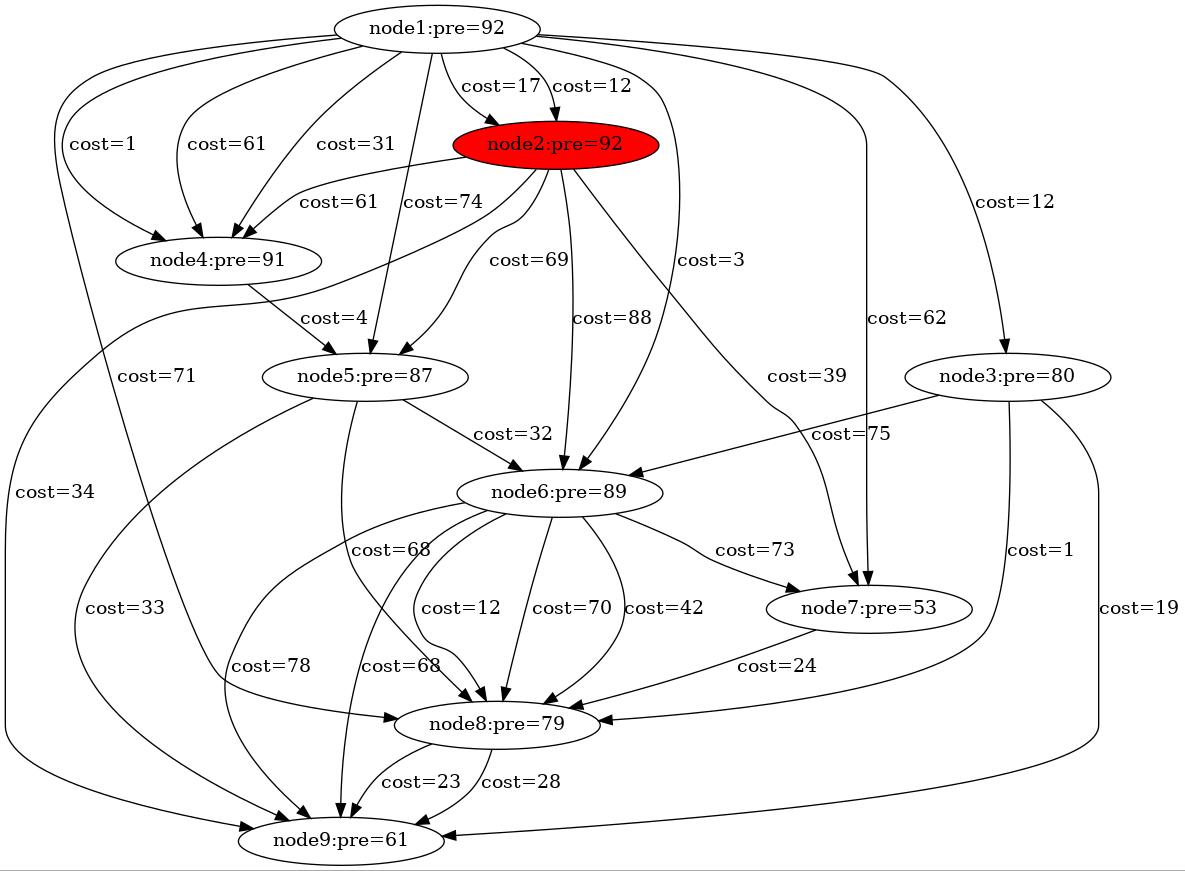 node1:pre=92
cost=17
cost=12
cost=1
cost=61
cost=31
node2:pre=92
cost=61
cost=74
cost=12
node4:pre=91
cost=69
cost=3
cost=4
cost=88
cost=62
cost=71
node5:pre=87
cost=39
node3:pre=80
cost=32
cost=75
cost=34
node6:pre=89
cost=68
cost=73
cost=1
cost=33
cost=12
cost=70
cost=42
node7:pre=53
cost=19
cost=78
cost=68
cost=24
node8:pre=79
cost=23
cost=28
node9:pre=61